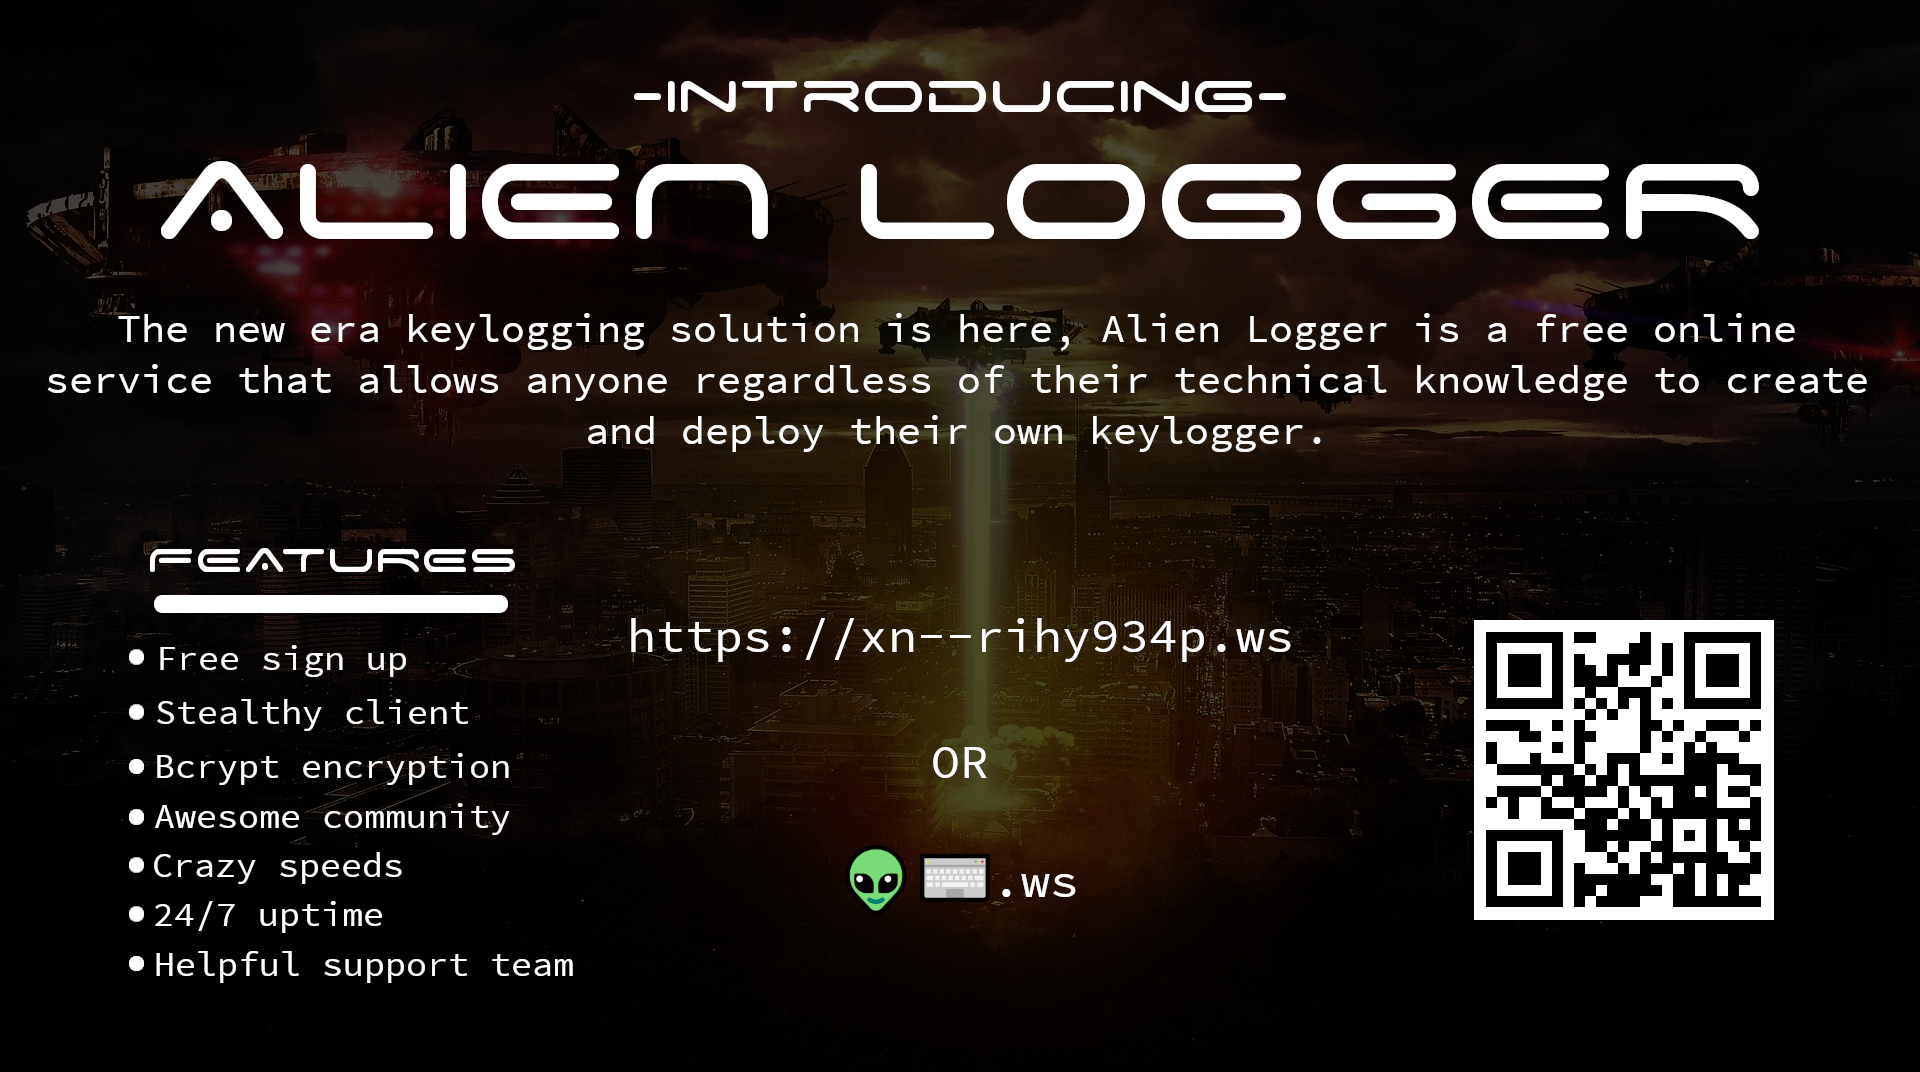 -INTRODUCING-
ALIEN LOGGER
The new era keylogging solution is here, Alien Logger is a free online
service that allows anyone regardless of their technical knowledge to create
and deploy their own keylogger.
FEATURES
Free sign up
Stealthy client
Bcrypt encryption
Awesome community
Crazy speeds
24/7 uptime
Helpful support team
https://xn--rihy934p.ws
OR
👽⌨️.ws